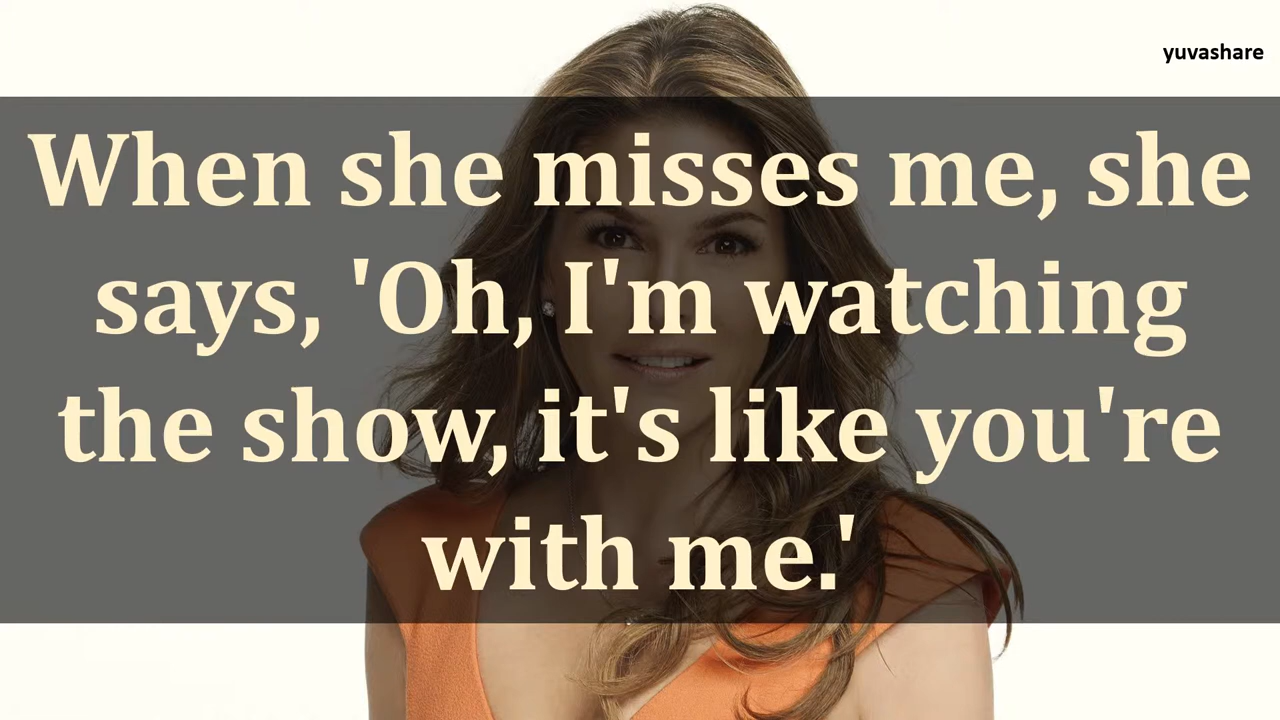 yuvashare
When she misses me, she
says, 'Oh, I'm watching
the show, it's like you're
with me.'